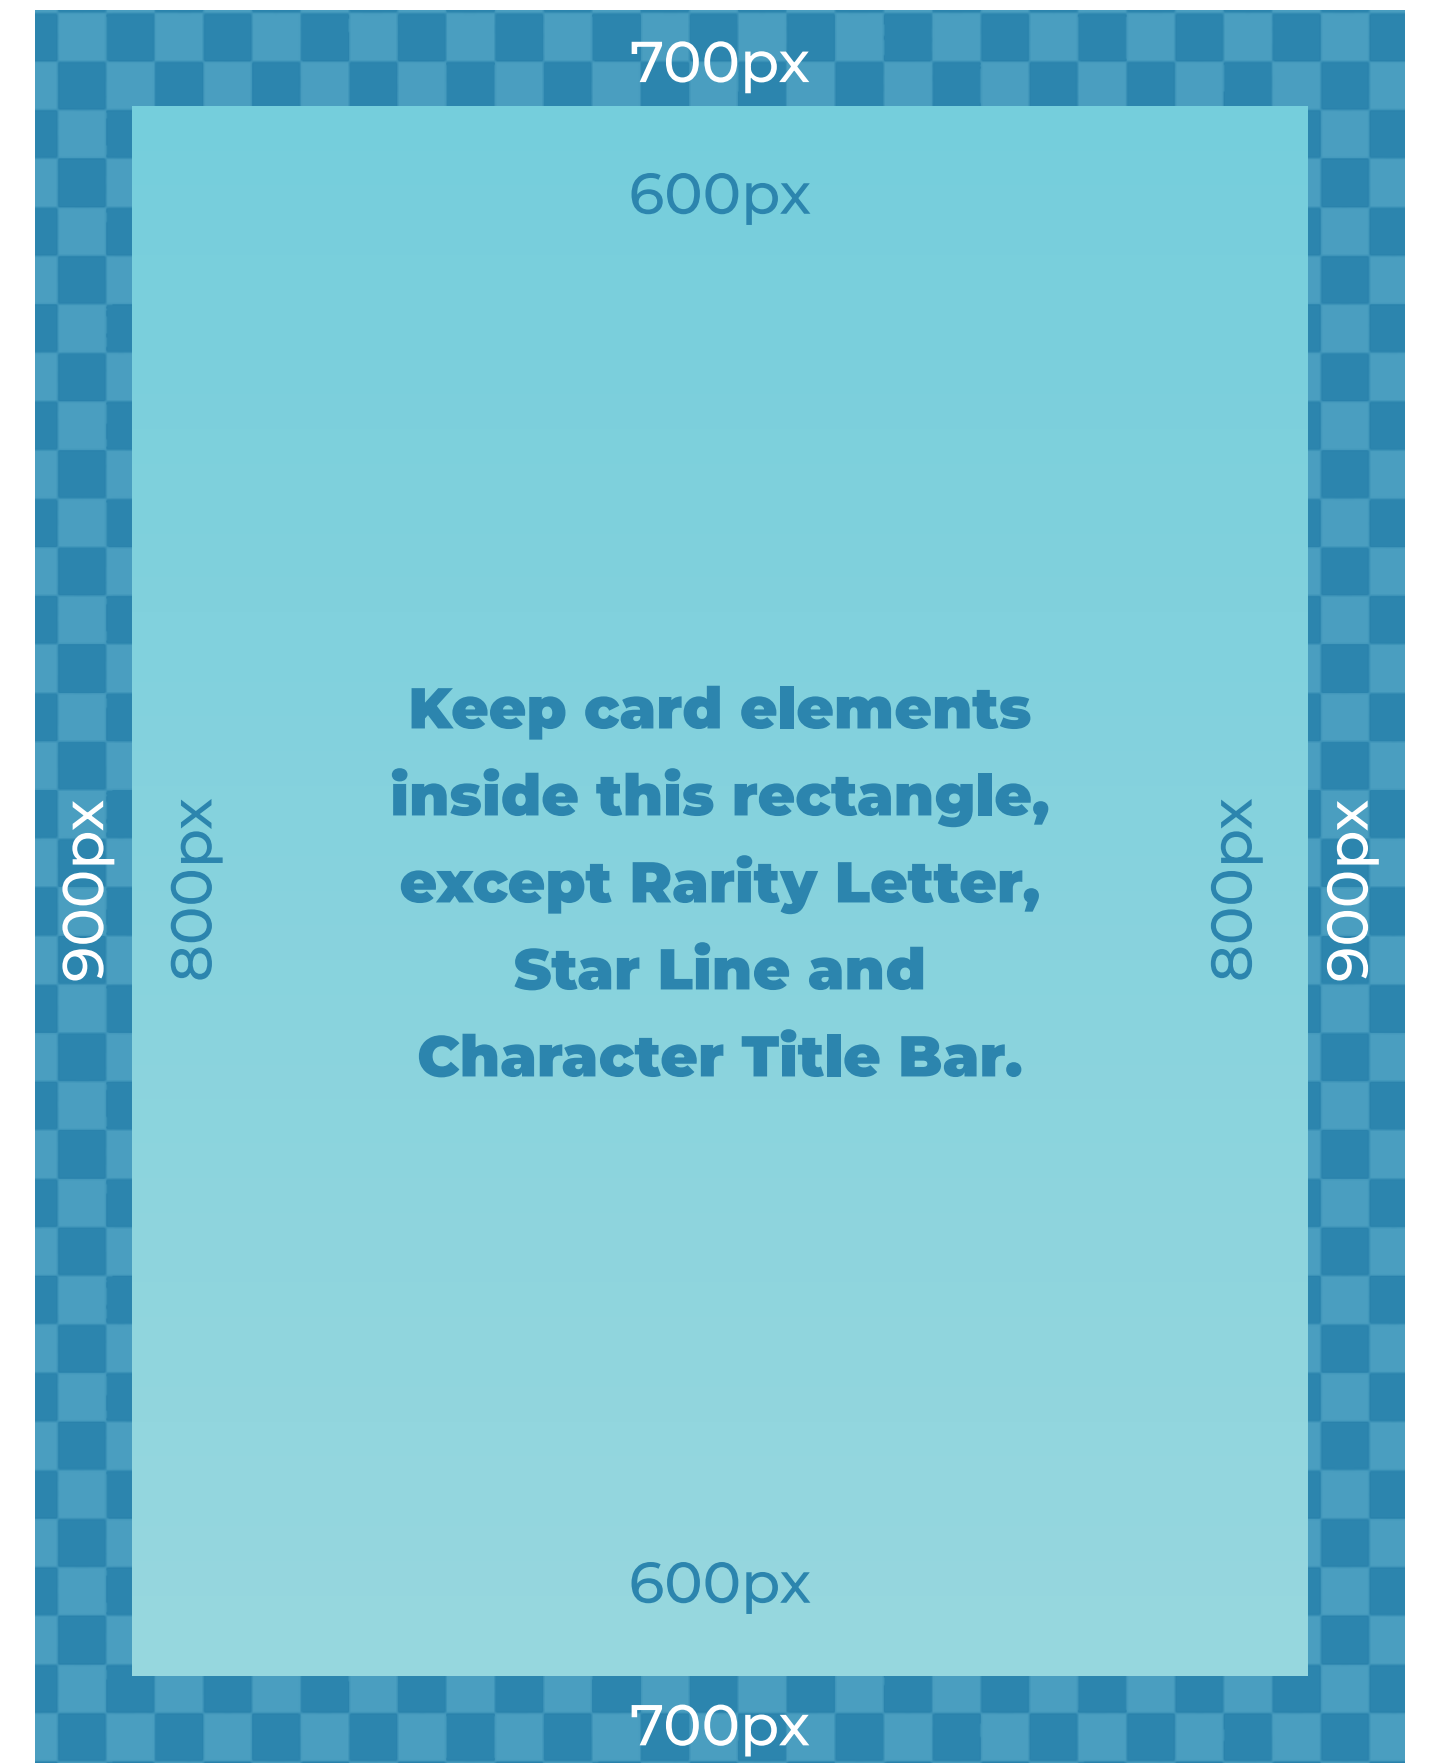 700px
600px
Keep card elements
inside this rectangle,
except Rarity Letter,
Star Line and
Character Title Bar.
900px
800px
800px
900px
600px
700px